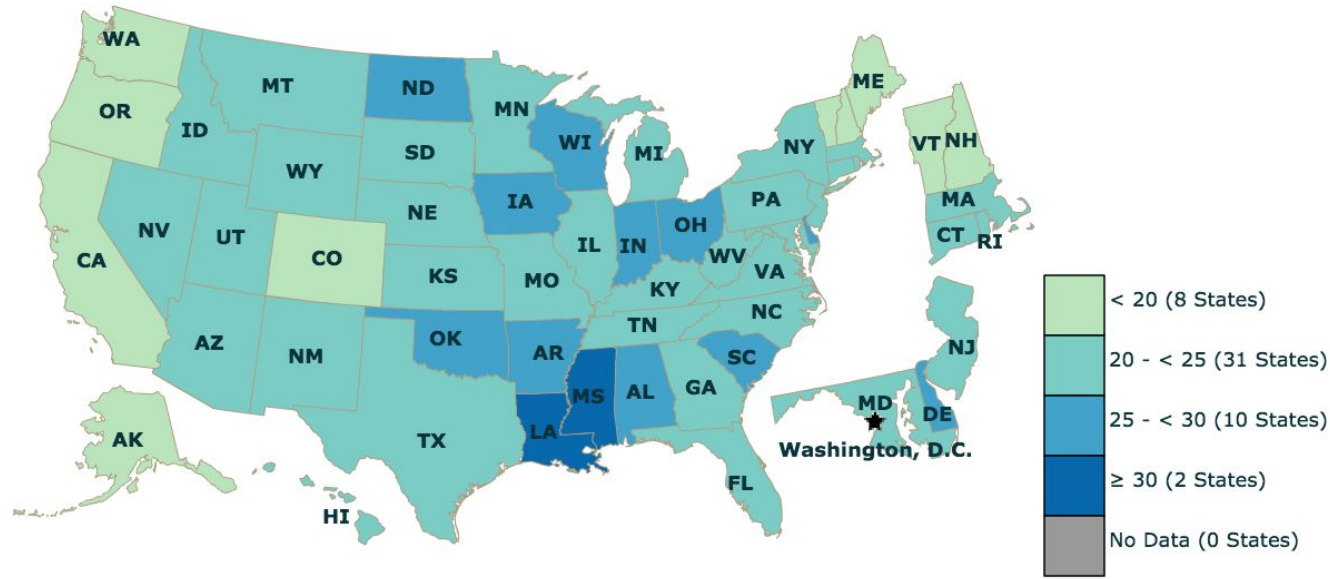 WA
ME
MT
ND
MN
OR
VT
NH
ID
WI
NY
SD
MI
WY
MA
IA
PA
NE
CT
RI
NV
UT
OH
IL
IN
CO
WV
CA
VA
KS
MO
KY
< 20 (8 States)
NC
TN
OK
AZ
NM
AR
SC
NJ
20 - < 25 (31 States)
GA
MS
AL
MD
DE
25 - < 30 (10 States)
LA
AK
TX
Washington, D.C.
FL
≥ 30 (2 States)
HI
No Data (0 States)